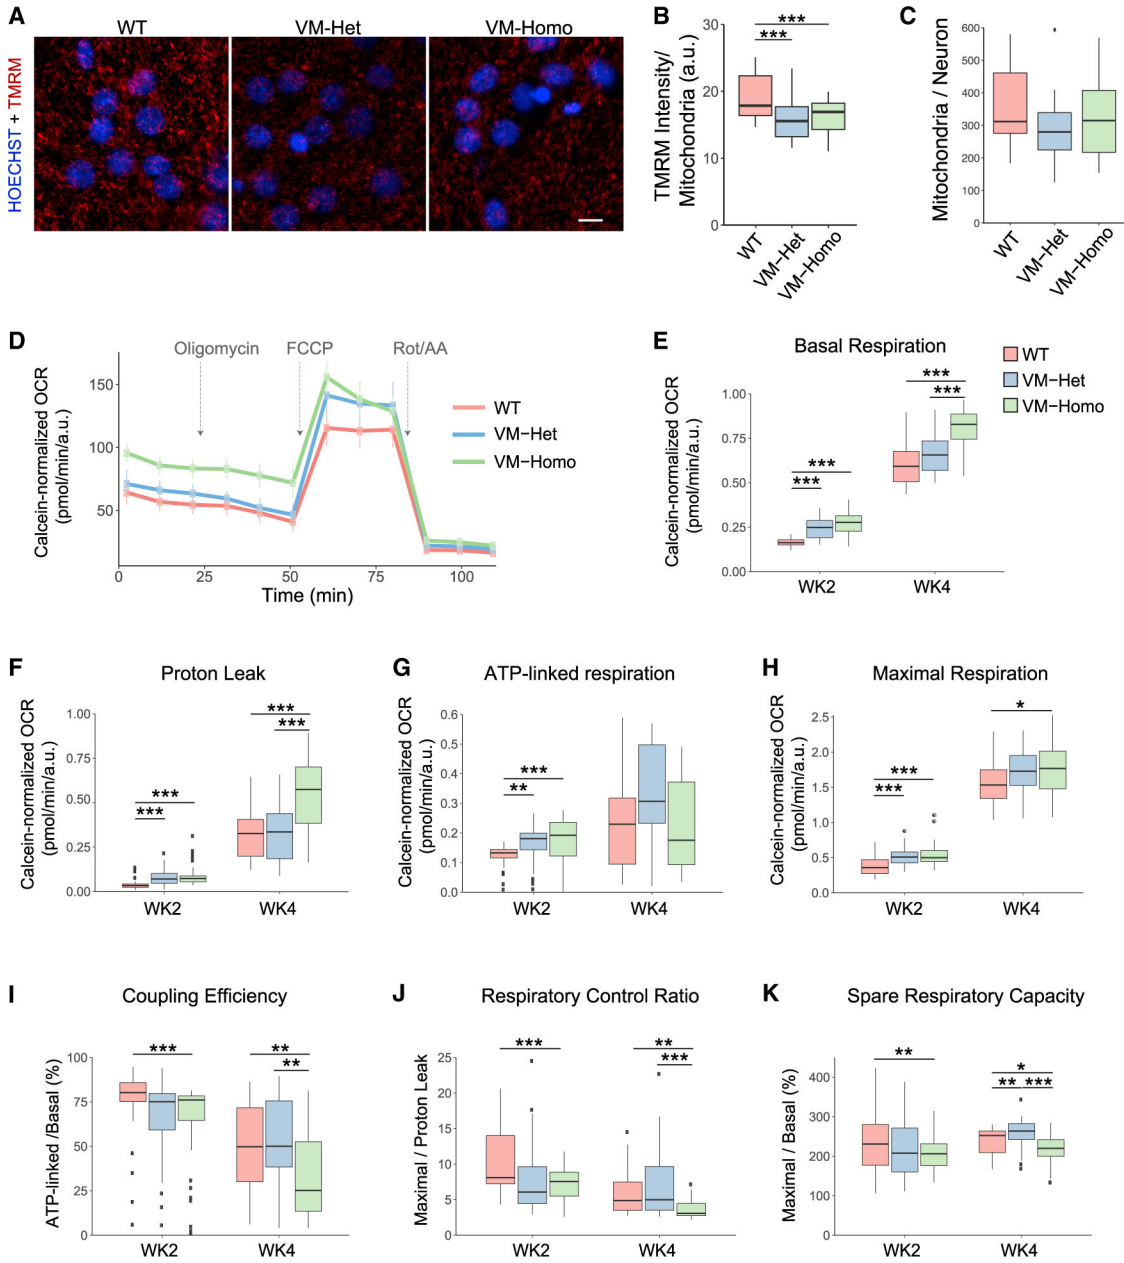 A
WT
VM-Het
VM-Homo
HOECHST + TMRM
B
TMRM Intensity/
Mitochondria (a.u.)
30
20
10
0
***
***
WT
VM−Het
VM−Homo
C
Mitochondria / Neuron
600
500
400
300
200
100
0
WT
VM−Het
VM−Homo
D
Calcein-normalized OCR
(pmol/min/a.u.)
150
100
50
Oligomycin
FCCP
Rot/AA
WT
VM−Het
VM−Homo
0
25
50
75
100
Time (min)
E
Basal Respiration
Calcein-normalized OCR
(pmol/min/a.u.)
1.00
0.75
0.50
0.25
0.00
***
***
***
***
WK2
WK4
WT
VM−Het
VM−Homo
F
Proton Leak
Calcein-normalized OCR
(pmol/min/a.u.)
1.00
0.75
0.50
0.25
0.00
***
***
***
***
WK2
WK4
G
ATP-linked respiration
Calcein-normalized OCR
(pmol/min/a.u.)
0.6
0.5
0.4
0.3
0.2
0.1
0.0
***
**
WK2
WK4
H
Maximal Respiration
Calcein-normalized OCR
(pmol/min/a.u.)
2.5
2.0
1.5
1.0
0.5
0.0
***
***
*
WK2
WK4
I
Coupling Efficiency
ATP-linked /Basal (%)
100
75
50
25
0
***
**
**
WK2
WK4
J
Respiratory Control Ratio
Maximal / Proton Leak
25
20
15
10
5
0
***
**
***
WK2
WK4
K
Spare Respiratory Capacity
Maximal / Basal (%)
400
300
200
100
0
**
*
**
***
WK2
WK4